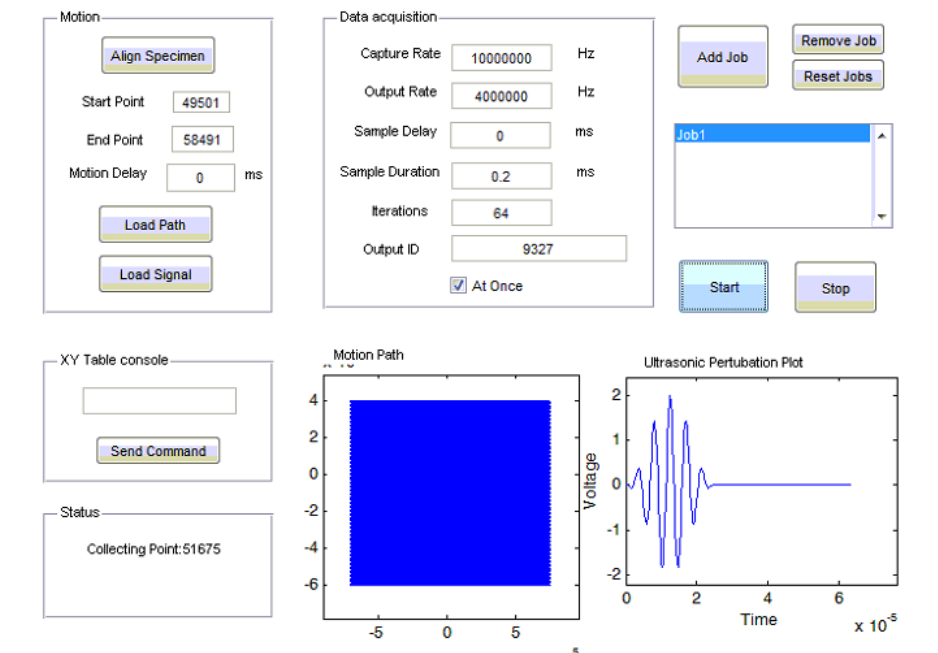 Motion
Align Specimen
Start Point 49501
End Point 58491
Motion Delay 0 ms
Load Path
Load Signal
Data acquisition
Capture Rate 10000000 Hz
Output Rate 4000000 Hz
Sample Delay 0 ms
Sample Duration 0.2 ms
Iterations 64
Output ID 9327
At Once
Add Job
Remove Job
Reset Jobs
Job1
Start
Stop
XY Table console
Send Command
Status
Collecting Point:51675
Motion Path
4
2
0
-2
-4
-6
-5 0 5
Ultrasonic Pertubation Plot
Voltage
2
1
0
-1
-2
0 2 4 6
Time
x 10^-5